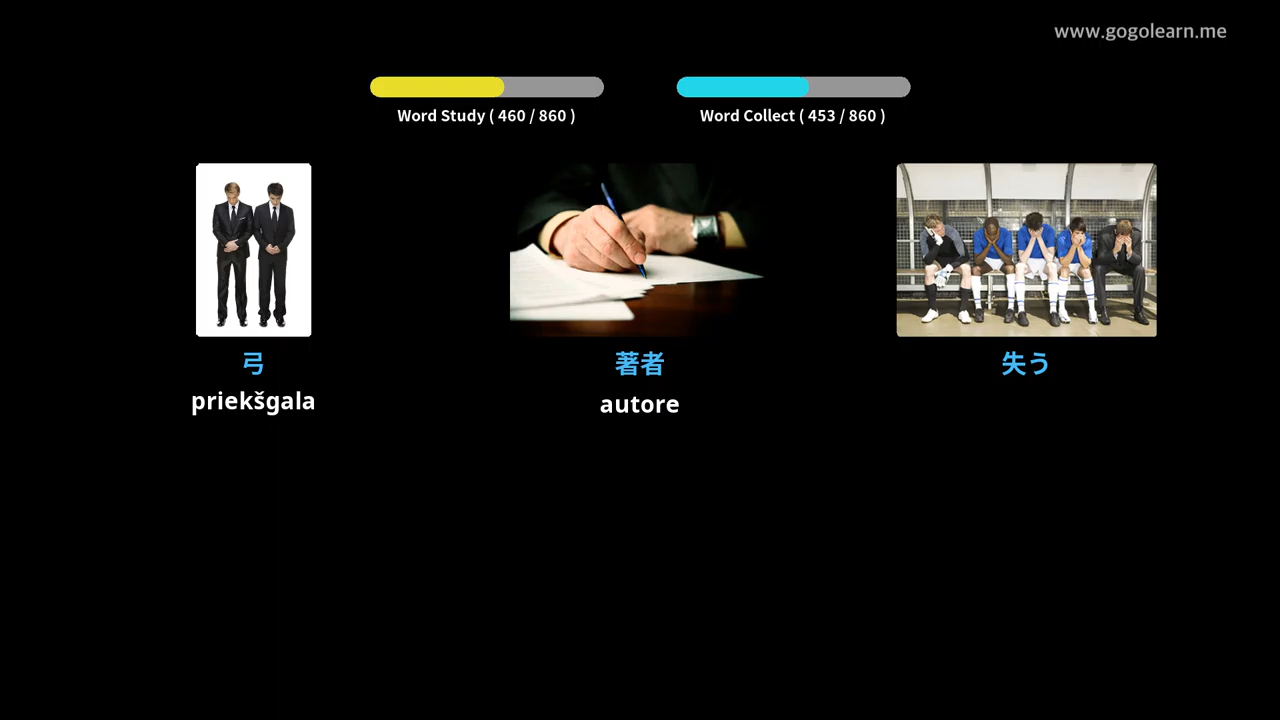 www.gogolearn.me
Word Study ( 460 / 860 )
Word Collect ( 453 / 860 )
弓
priekšgala
著者
autore
失う